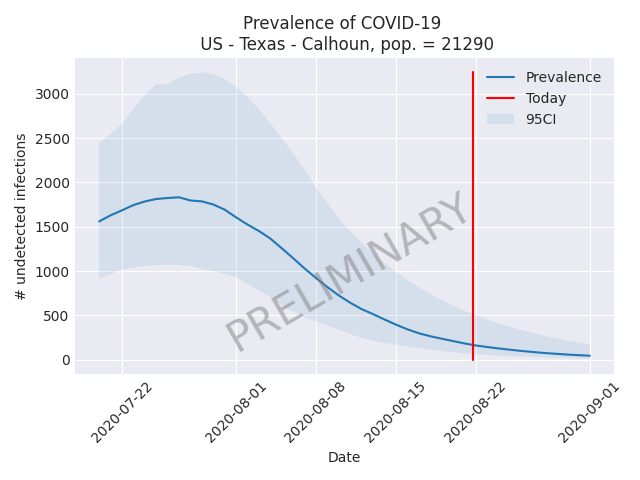 Prevalence of COVID-19
US - Texas - Calhoun, pop. = 21290
# undetected infections
3000
2500
2000
1500
1000
500
0
Prevalence
Today
95CI
PRELIMINARY
2020-07-22
2020-08-01
2020-08-08
2020-08-15
2020-08-22
2020-09-01
Date